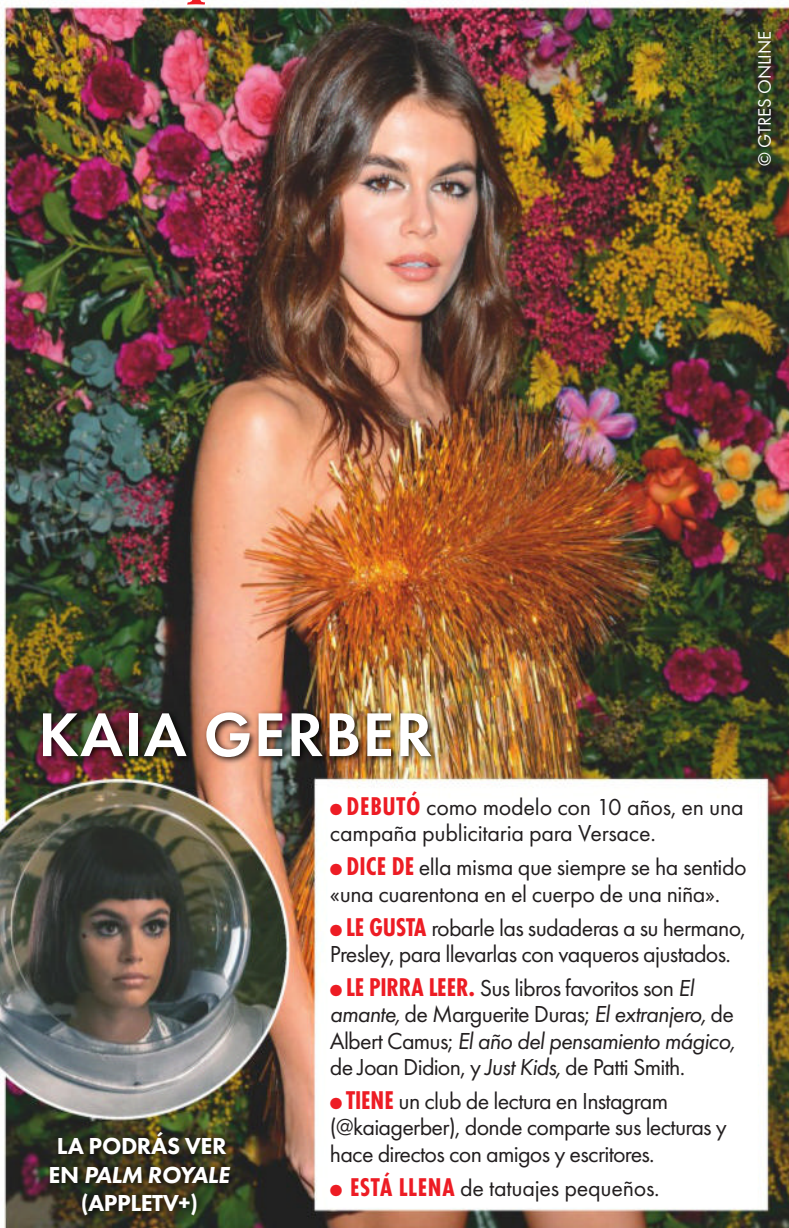 © GTRES ONLINE
KAIA GERBER
● DEBUTÓ como modelo con 10 años, en una
campaña publicitaria para Versace.
● DICE DE ella misma que siempre se ha sentido
«una cuarentona en el cuerpo de una niña».
● LE GUSTA robarle las sudaderas a su hermano,
Presley, para llevarlas con vaqueros ajustados.
● LE PIRRA LEER. Sus libros favoritos son El
amante, de Marguerite Duras; El extranjero, de
Albert Camus; El año del pensamiento mágico,
de Joan Didion, y Just Kids, de Patti Smith.
● TIENE un club de lectura en Instagram
(@kaiagerber), donde comparte sus lecturas y
hace directos con amigos y escritores.
● ESTÁ LLENA de tatuajes pequeños.
LA PODRÁS VER
EN PALM ROYALE
(APPLETV+)